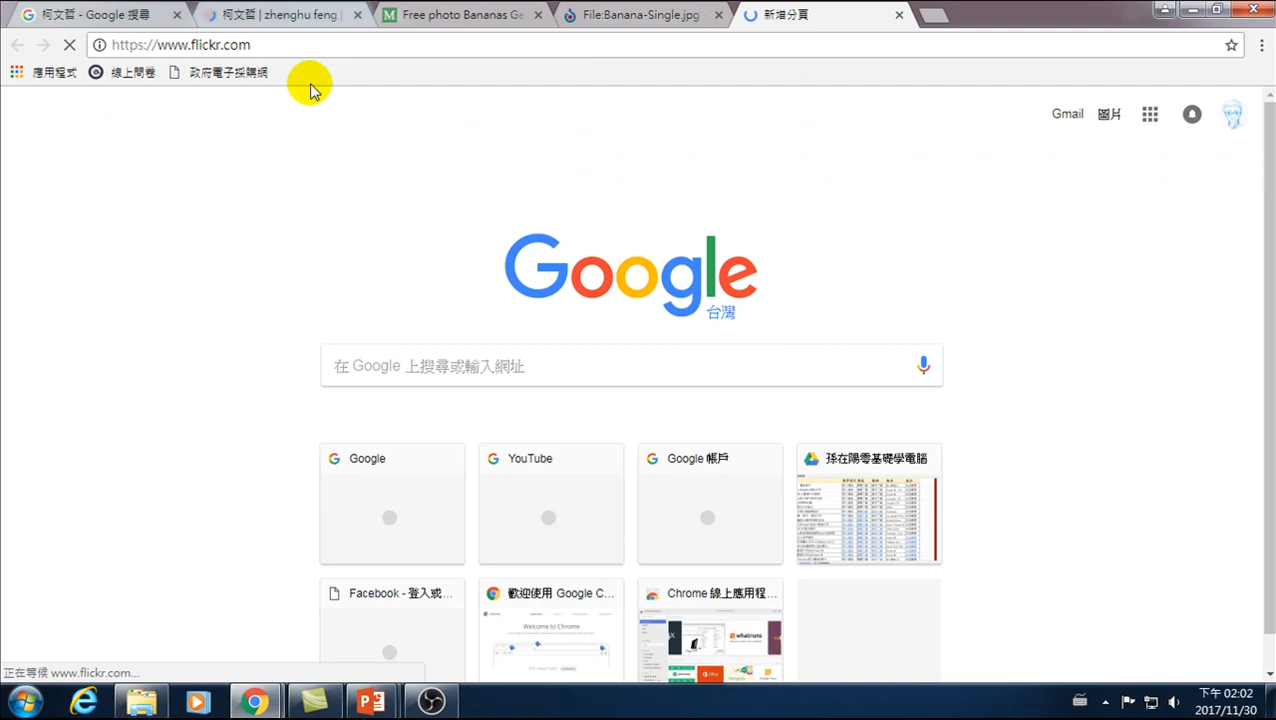 柯文哲 - Google 搜尋
柯文哲 | zhenghu feng |
Free photo Bananas Se
File:Banana-Single.jpg -
新增分頁
https://www.flickr.com
應用程式
線上問卷
政府電子採購網
Gmail
圖片
Google
台灣
在 Google 上搜尋或輸入網址
Google
YouTube
Google 帳戶
孫在陽零基礎學電腦
Facebook - 登入或...
歡迎使用 Google C...
Chrome 線上應用程...
Welcome to Chrome
whatruns
Office
正在等候 www.flickr.com...
下午 02:02
2017/11/30